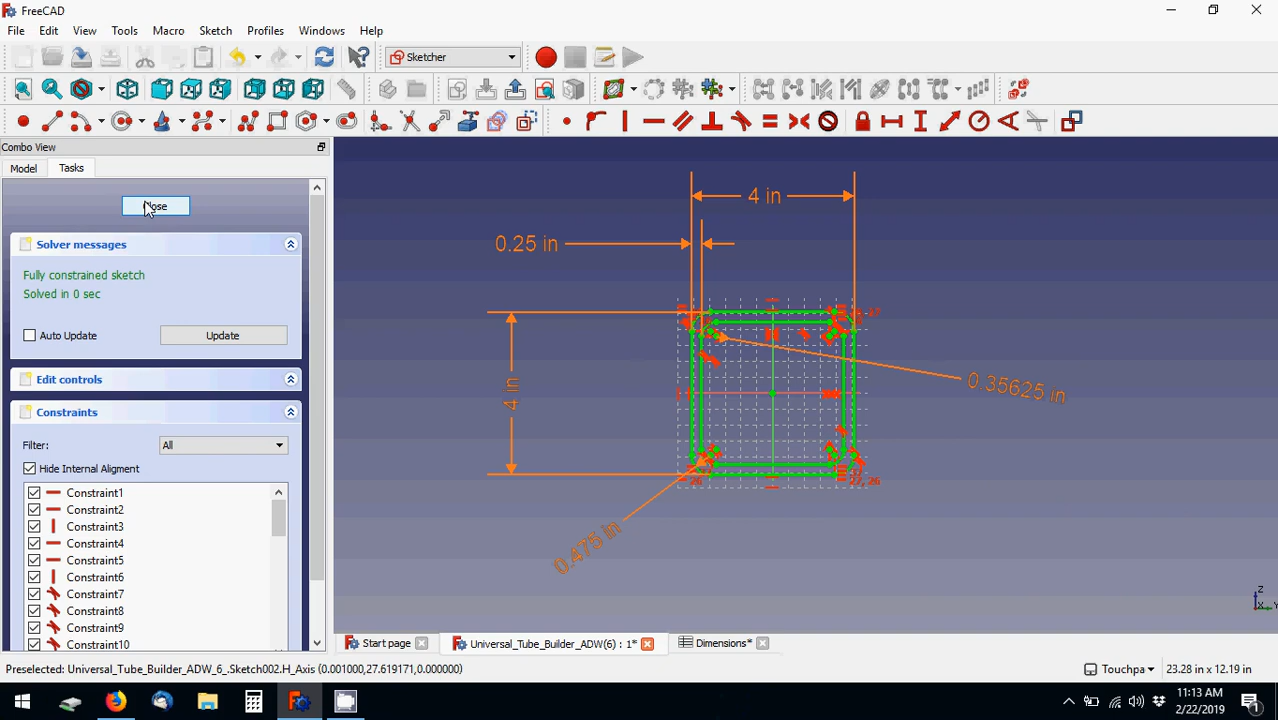 FreeCAD
File Edit View Tools Macro Sketch Profiles Windows Help
Sketcher
Combo View
Model Tasks
Close
Solver messages
Fully constrained sketch
Solved in 0 sec
Auto Update Update
Edit controls
Constraints
Filter: All
Hide Internal Aligment
Constraint1
Constraint2
Constraint3
Constraint4
Constraint5
Constraint6
Constraint7
Constraint8
Constraint9
Constraint10
4 in
0.25 in
4 in
0.35625 in
0.475 in
27, 26
Z
X
Y
Start page Universal_Tube_Builder_ADW(6) : 1* Dimensions*
Preselected: Universal_Tube_Builder_ADW_6_.Sketch002.H_Axis (0.001000,27.619171,0.000000) Touchpa 23.28 in x 12.19 in
11:13 AM
2/22/2019
1